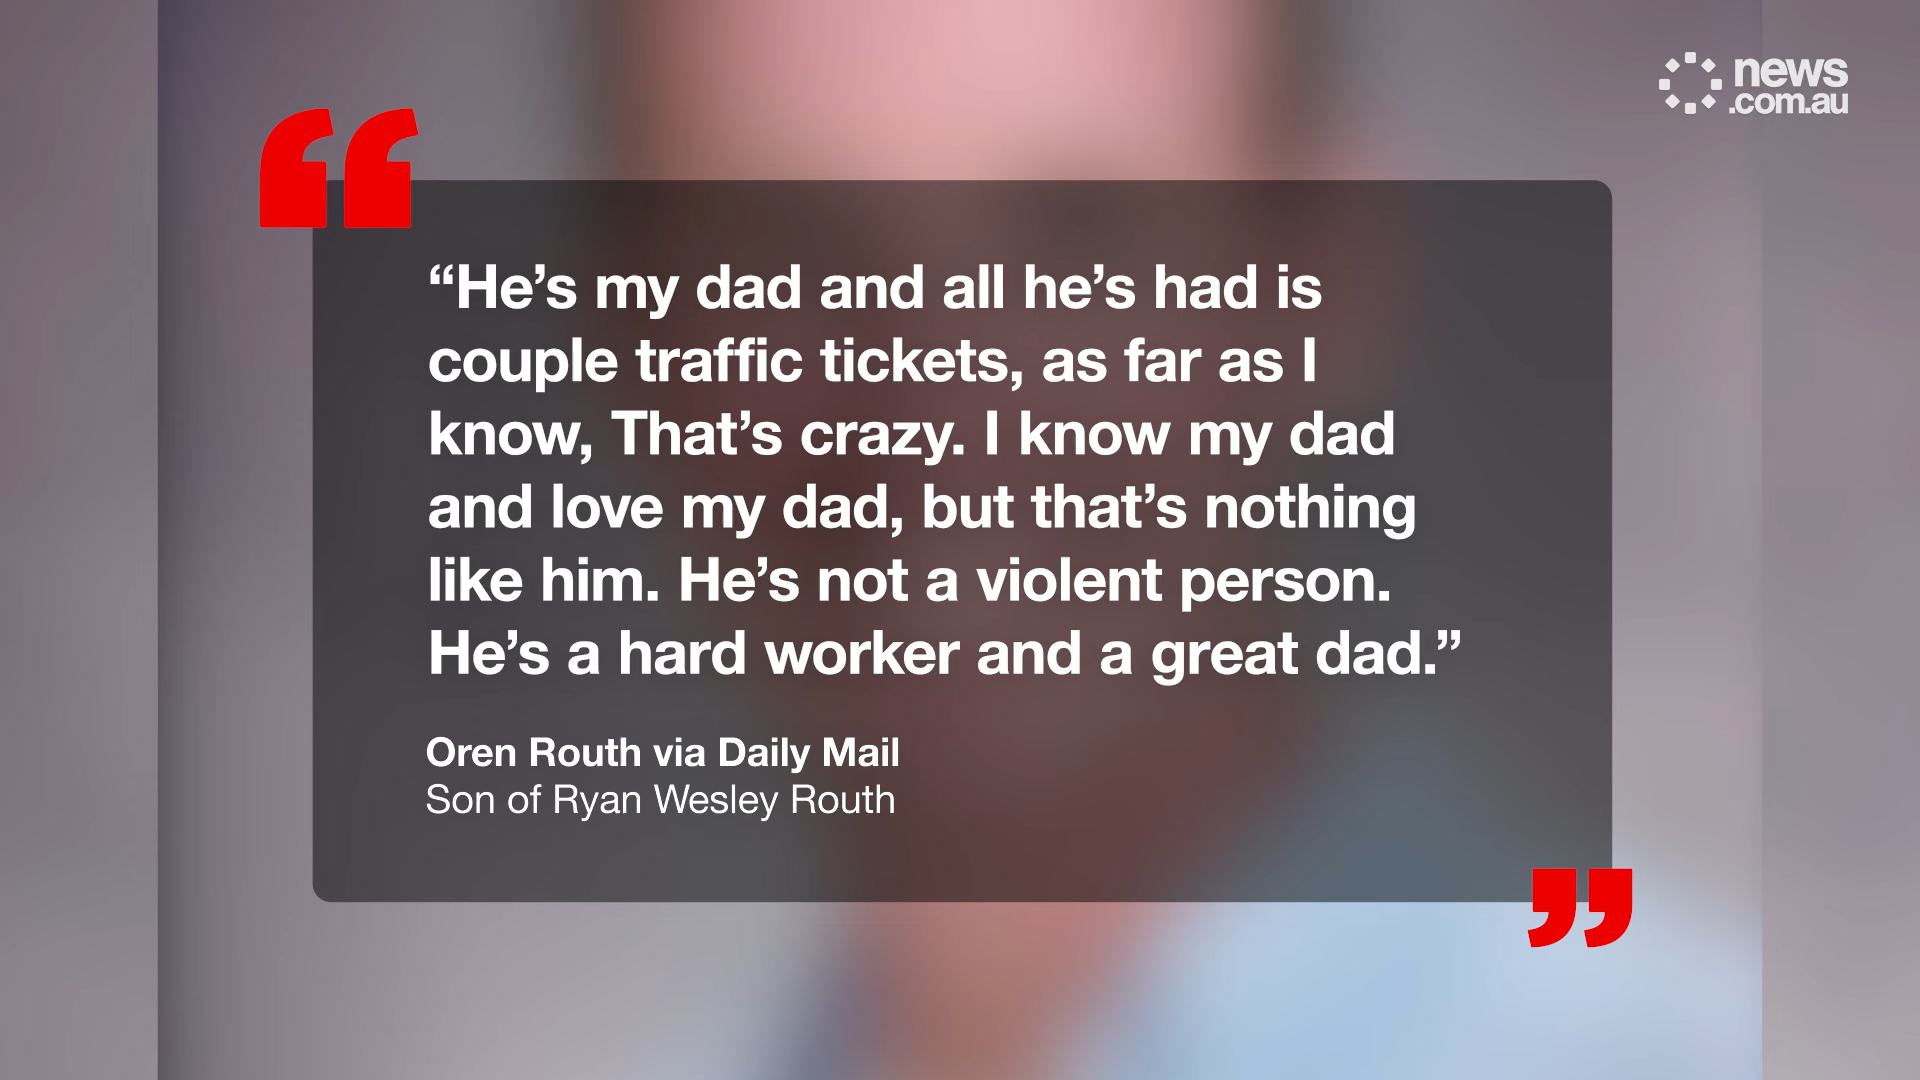 news
.com.au
“He’s my dad and all he’s had is
couple traffic tickets, as far as I
know, That’s crazy. I know my dad
and love my dad, but that’s nothing
like him. He’s not a violent person.
He’s a hard worker and a great dad.”
Oren Routh via Daily Mail
Son of Ryan Wesley Routh